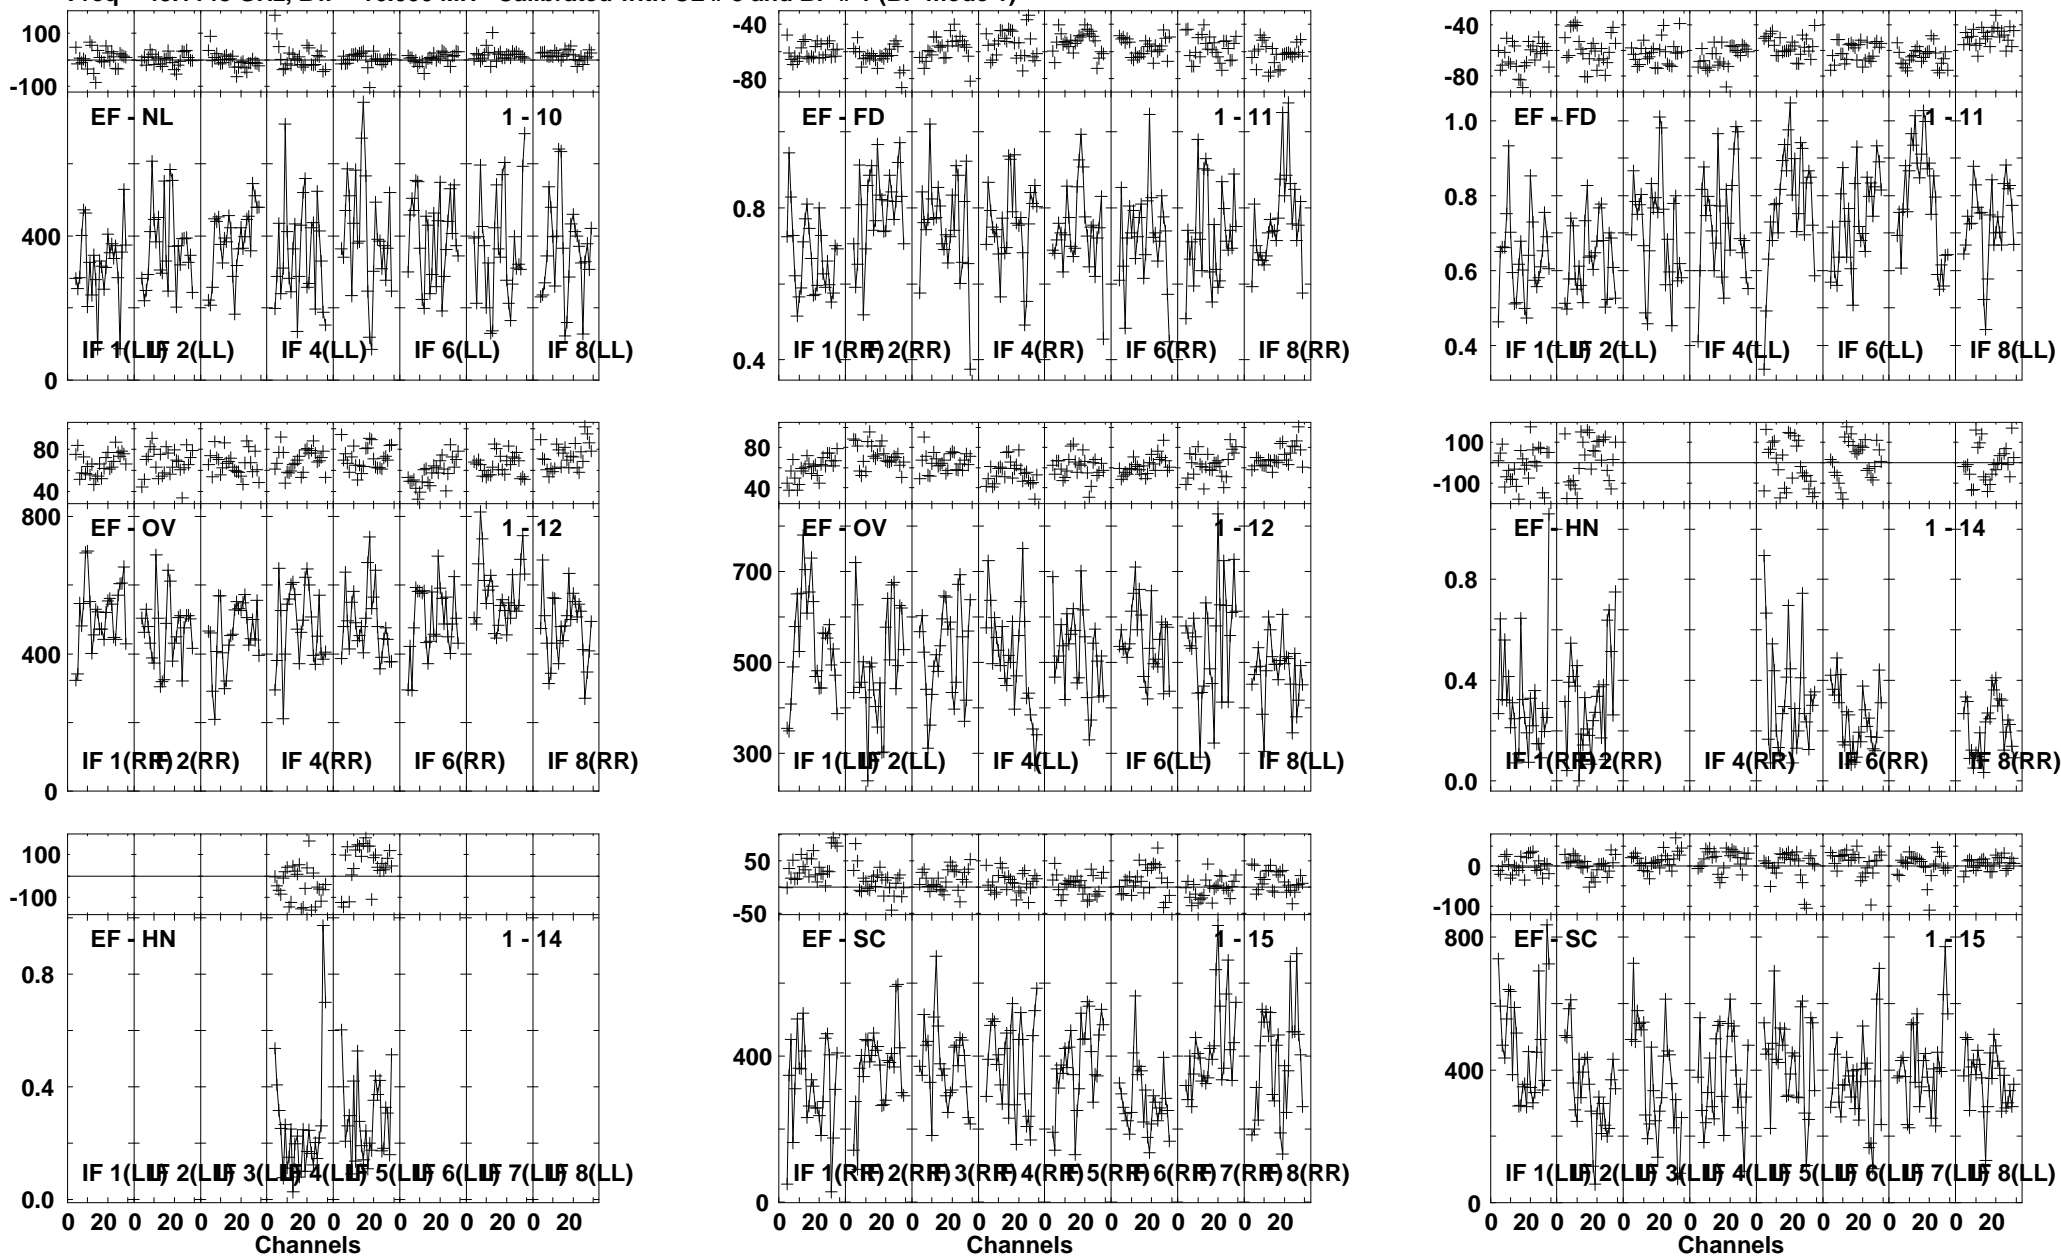 100
-100
EF - NL 1 - 10
400
0
IF 1(LL) IF 2(LL) IF 4(LL) IF 6(LL) IF 8(LL)
-40
-80
EF - FD 1 - 11
0.8
0.4
IF 1(RR) IF 2(RR) IF 4(RR) IF 6(RR) IF 8(RR)
-40
-80
EF - FD 1 - 11
1.0
0.8
0.6
0.4
IF 1(LL) IF 2(LL) IF 4(LL) IF 6(LL) IF 8(LL)
80
40
EF - OV 1 - 12
800
400
0
IF 1(RR) IF 2(RR) IF 4(RR) IF 6(RR) IF 8(RR)
80
40
EF - OV 1 - 12
700
500
300
IF 1(LL) IF 2(LL) IF 4(LL) IF 6(LL) IF 8(LL)
100
-100
EF - HN 1 - 14
0.8
0.4
0.0
IF 1(RR) IF 2(RR) IF 4(RR) IF 6(RR) IF 8(RR)
100
-100
EF - HN 1 - 14
0.8
0.4
0.0
IF 1(LL) IF 2(LL) IF 3(LL) IF 4(LL) IF 5(LL) IF 6(LL) IF 7(LL) IF 8(LL)
0 20 0 20 0 20 0 20 0 20 0 20 0 20 0 20
Channels
50
-50
EF - SC 1 - 15
400
0
IF 1(RR) IF 2(RR) IF 3(RR) IF 4(RR) IF 5(RR) IF 6(RR) IF 7(RR) IF 8(RR)
0 20 0 20 0 20 0 20 0 20 0 20 0 20 0 20
0
-100
EF - SC 1 - 15
800
400
0
IF 1(LL) IF 2(LL) IF 3(LL) IF 4(LL) IF 5(LL) IF 6(LL) IF 7(LL) IF 8(LL)
0 20 0 20 0 20 0 20 0 20 0 20 0 20 0 20
Channels